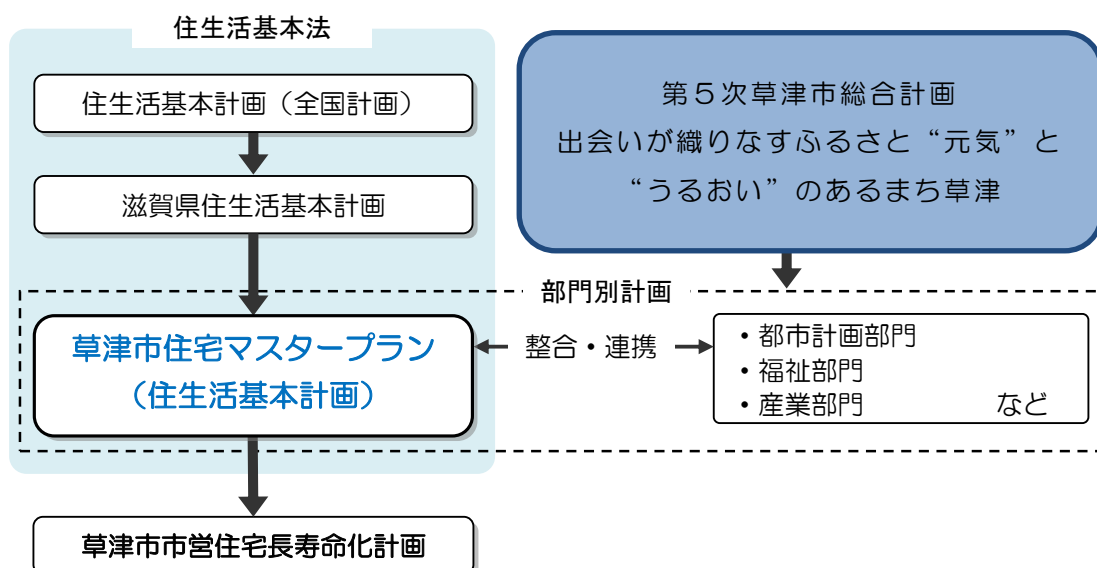 住生活基本法
住生活基本計画（全国計画）
滋賀県住生活基本計画
第５次草津市総合計画
出会いが織りなすふるさと“元気”と
“うるおい”のあるまち草津
部門別計画
草津市住宅マスタープラン
（住生活基本計画）
整合・連携
・都市計画部門
・福祉部門
・産業部門　　　　　など
草津市市営住宅長寿命化計画